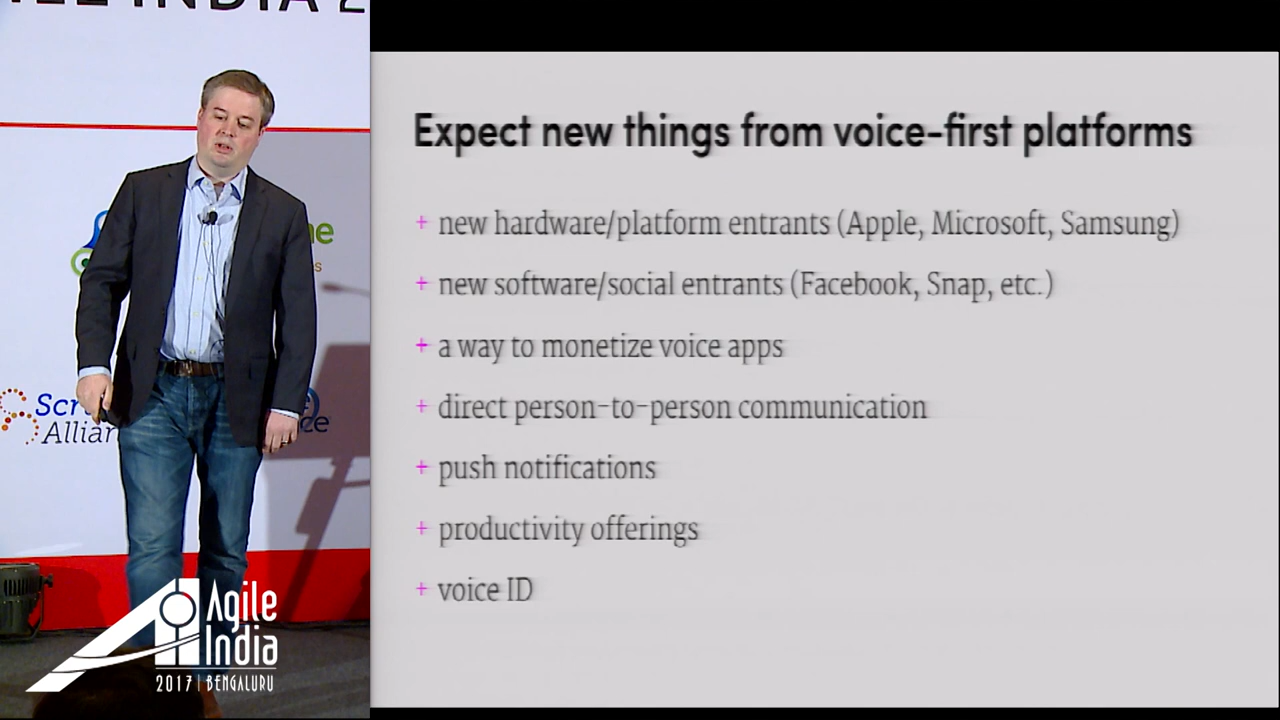 INDIA 2
Expect new things from voice-first platforms
+ new hardware/platform entrants (Apple, Microsoft, Samsung)
+ new software/social entrants (Facebook, Snap, etc.)
+ a way to monetize voice apps
+ direct person-to-person communication
+ push notifications
+ productivity offerings
+ voice ID
Agile
India
2017 | BENGALURU